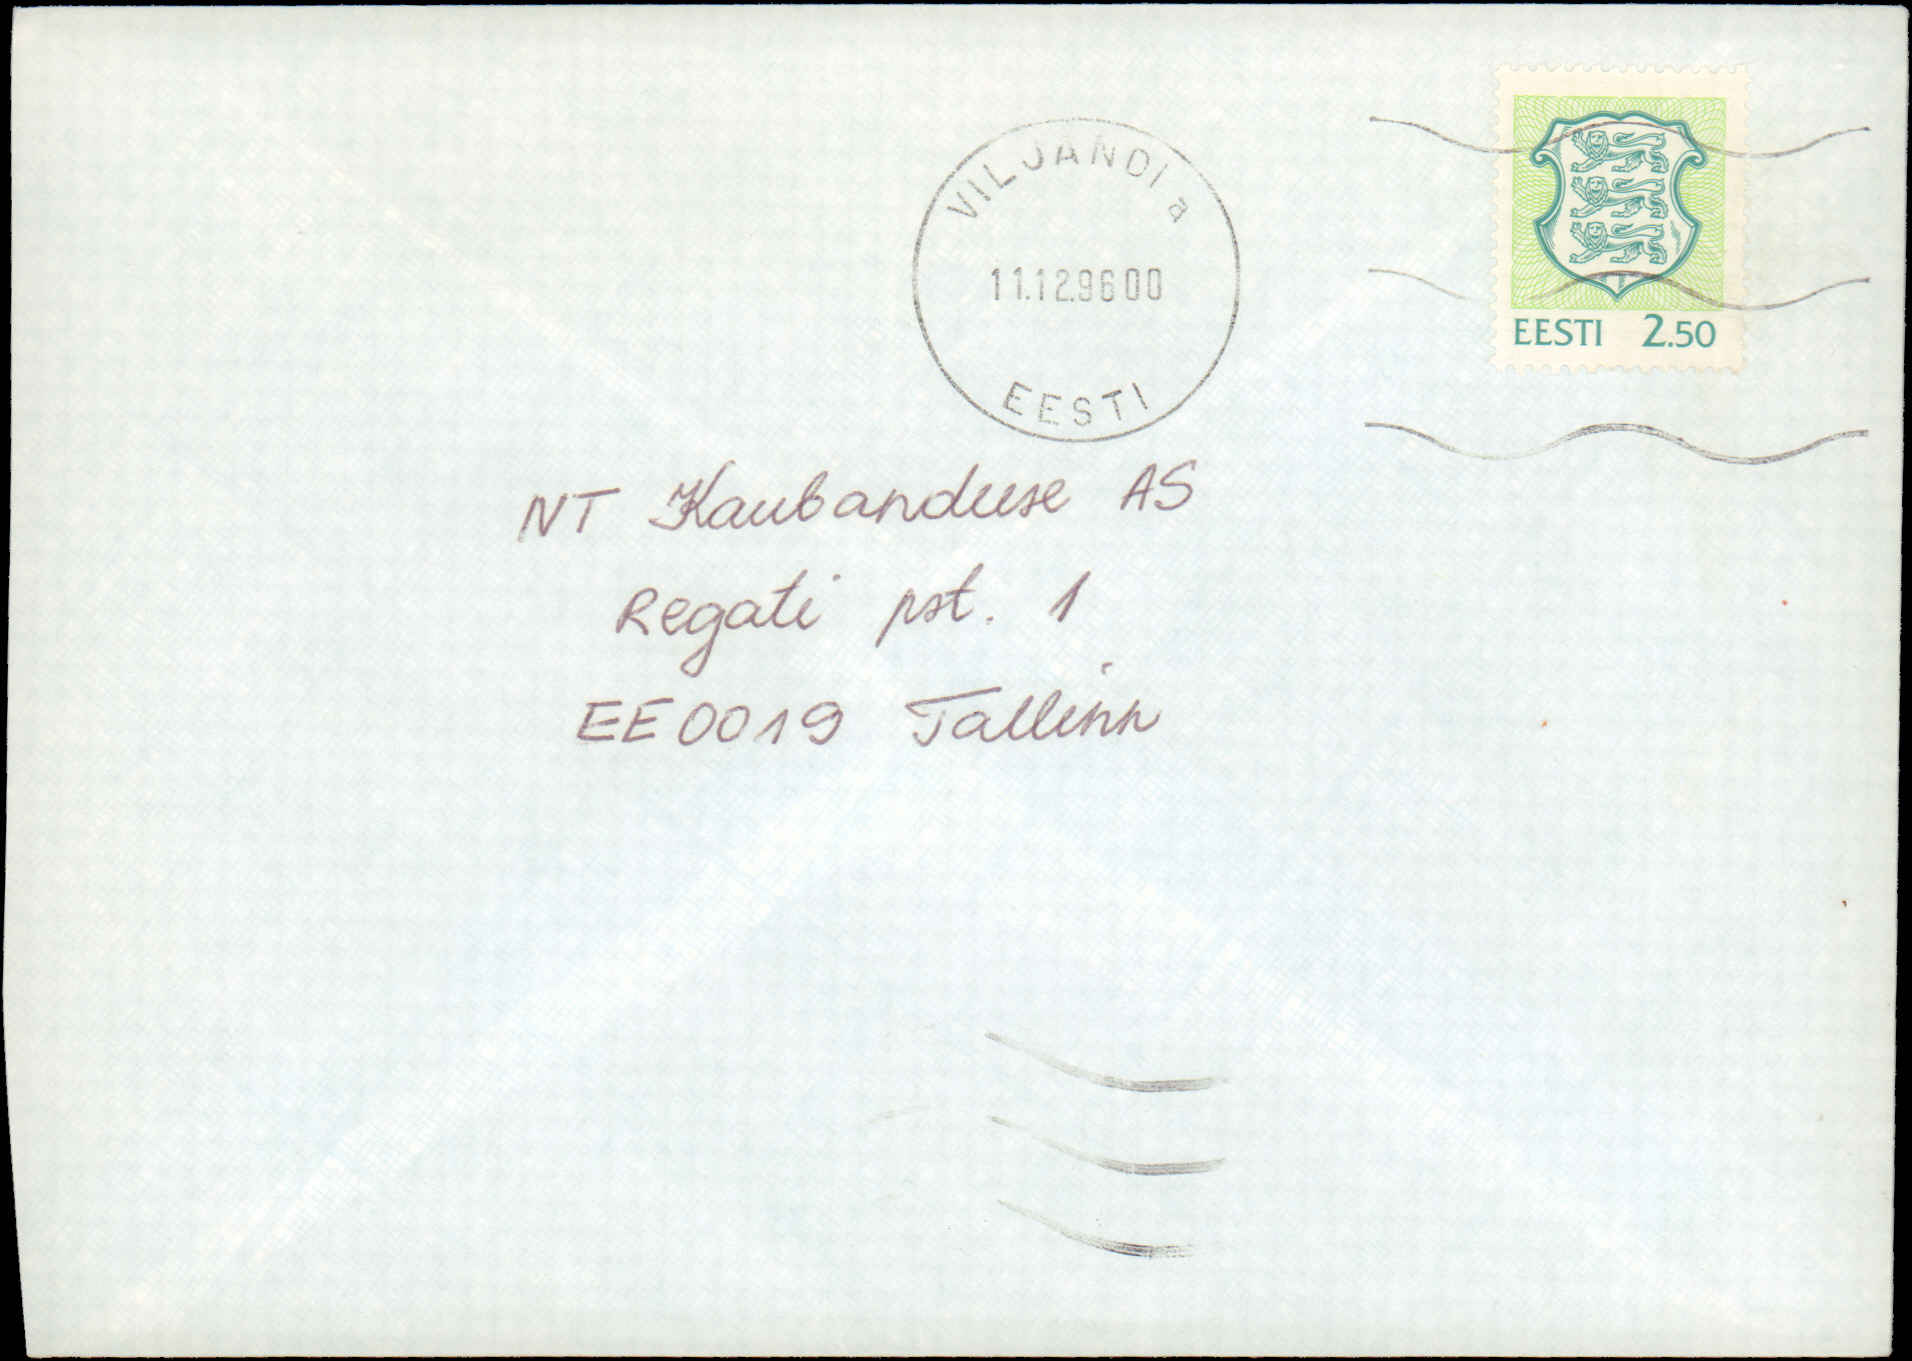 VILJANDI a
11.12.96 00
EESTI
EESTI 2.50
NT Kaubanduse AS
Regati pst. 1
EE0019 Tallinn